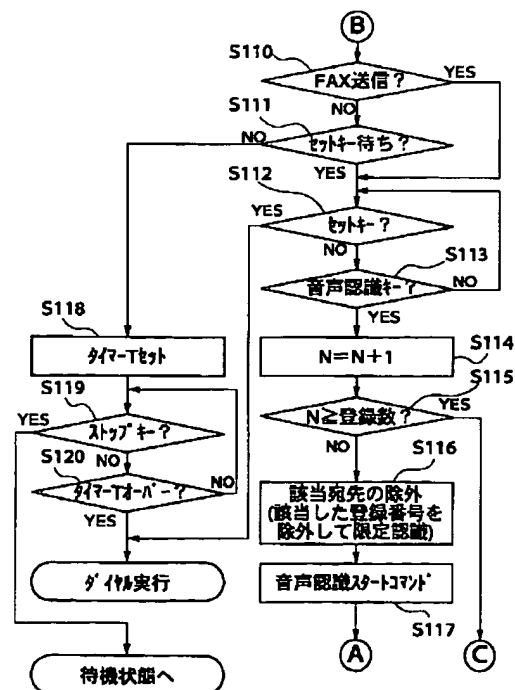 B
S110
FAX送信？
YES
NO
S111
ｾｯﾄｷｰ待ち？
NO
YES
S112
YES
ｾｯﾄｷｰ？
NO
S113
音声認識ｷｰ？
NO
YES
S118
ﾀｲﾏｰTｾｯﾄ
N＝N＋1
S114
S119
YES
ｽﾄｯﾌﾟｷｰ？
NO
S115
N≧登録数？
YES
NO
S120
ﾀｲﾏｰTｵｰﾊﾞｰ？
NO
YES
S116
該当宛先の除外
(該当した登録番号を
除外して限定認識)
ﾀﾞｲﾔﾙ実行
音声認識ｽﾀｰﾄｺﾏﾝﾄﾞ
S117
A
C
待機状態へ